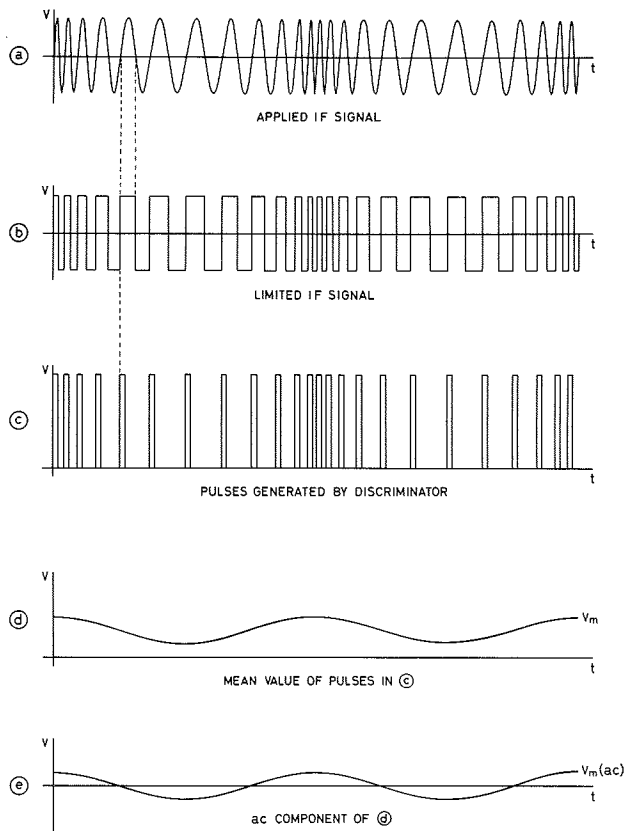 V
a
t
APPLIED IF SIGNAL
V
b
t
LIMITED IF SIGNAL
V
c
t
PULSES GENERATED BY DISCRIMINATOR
V
d
Vm
t
MEAN VALUE OF PULSES IN c
V
e
Vm(ac)
t
ac COMPONENT OF d